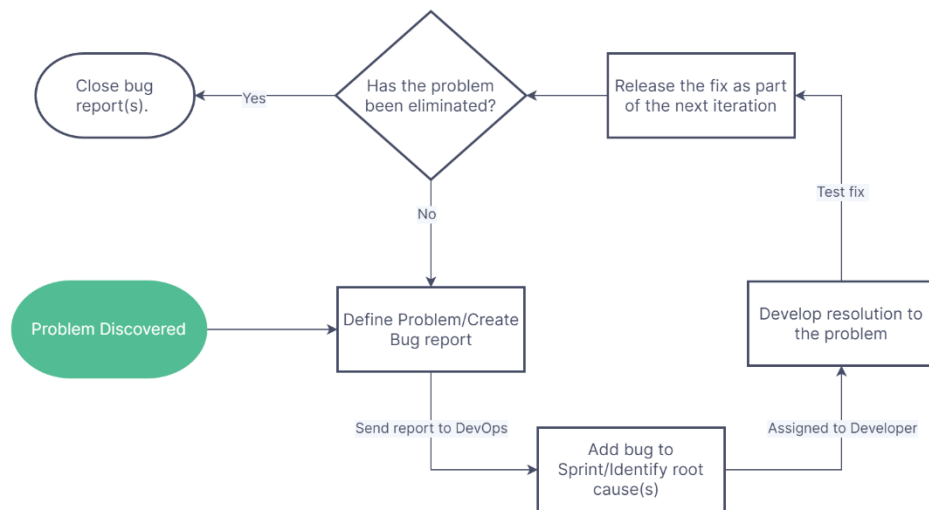 Close bug
report(s).
Yes
Has the problem
been eliminated?
Release the fix as part
of the next iteration
Test fix
No
Problem Discovered
Define Problem/Create
Bug report
Develop resolution to
the problem
Send report to DevOps
Assigned to Developer
Add bug to
Sprint/Identify root
cause(s)